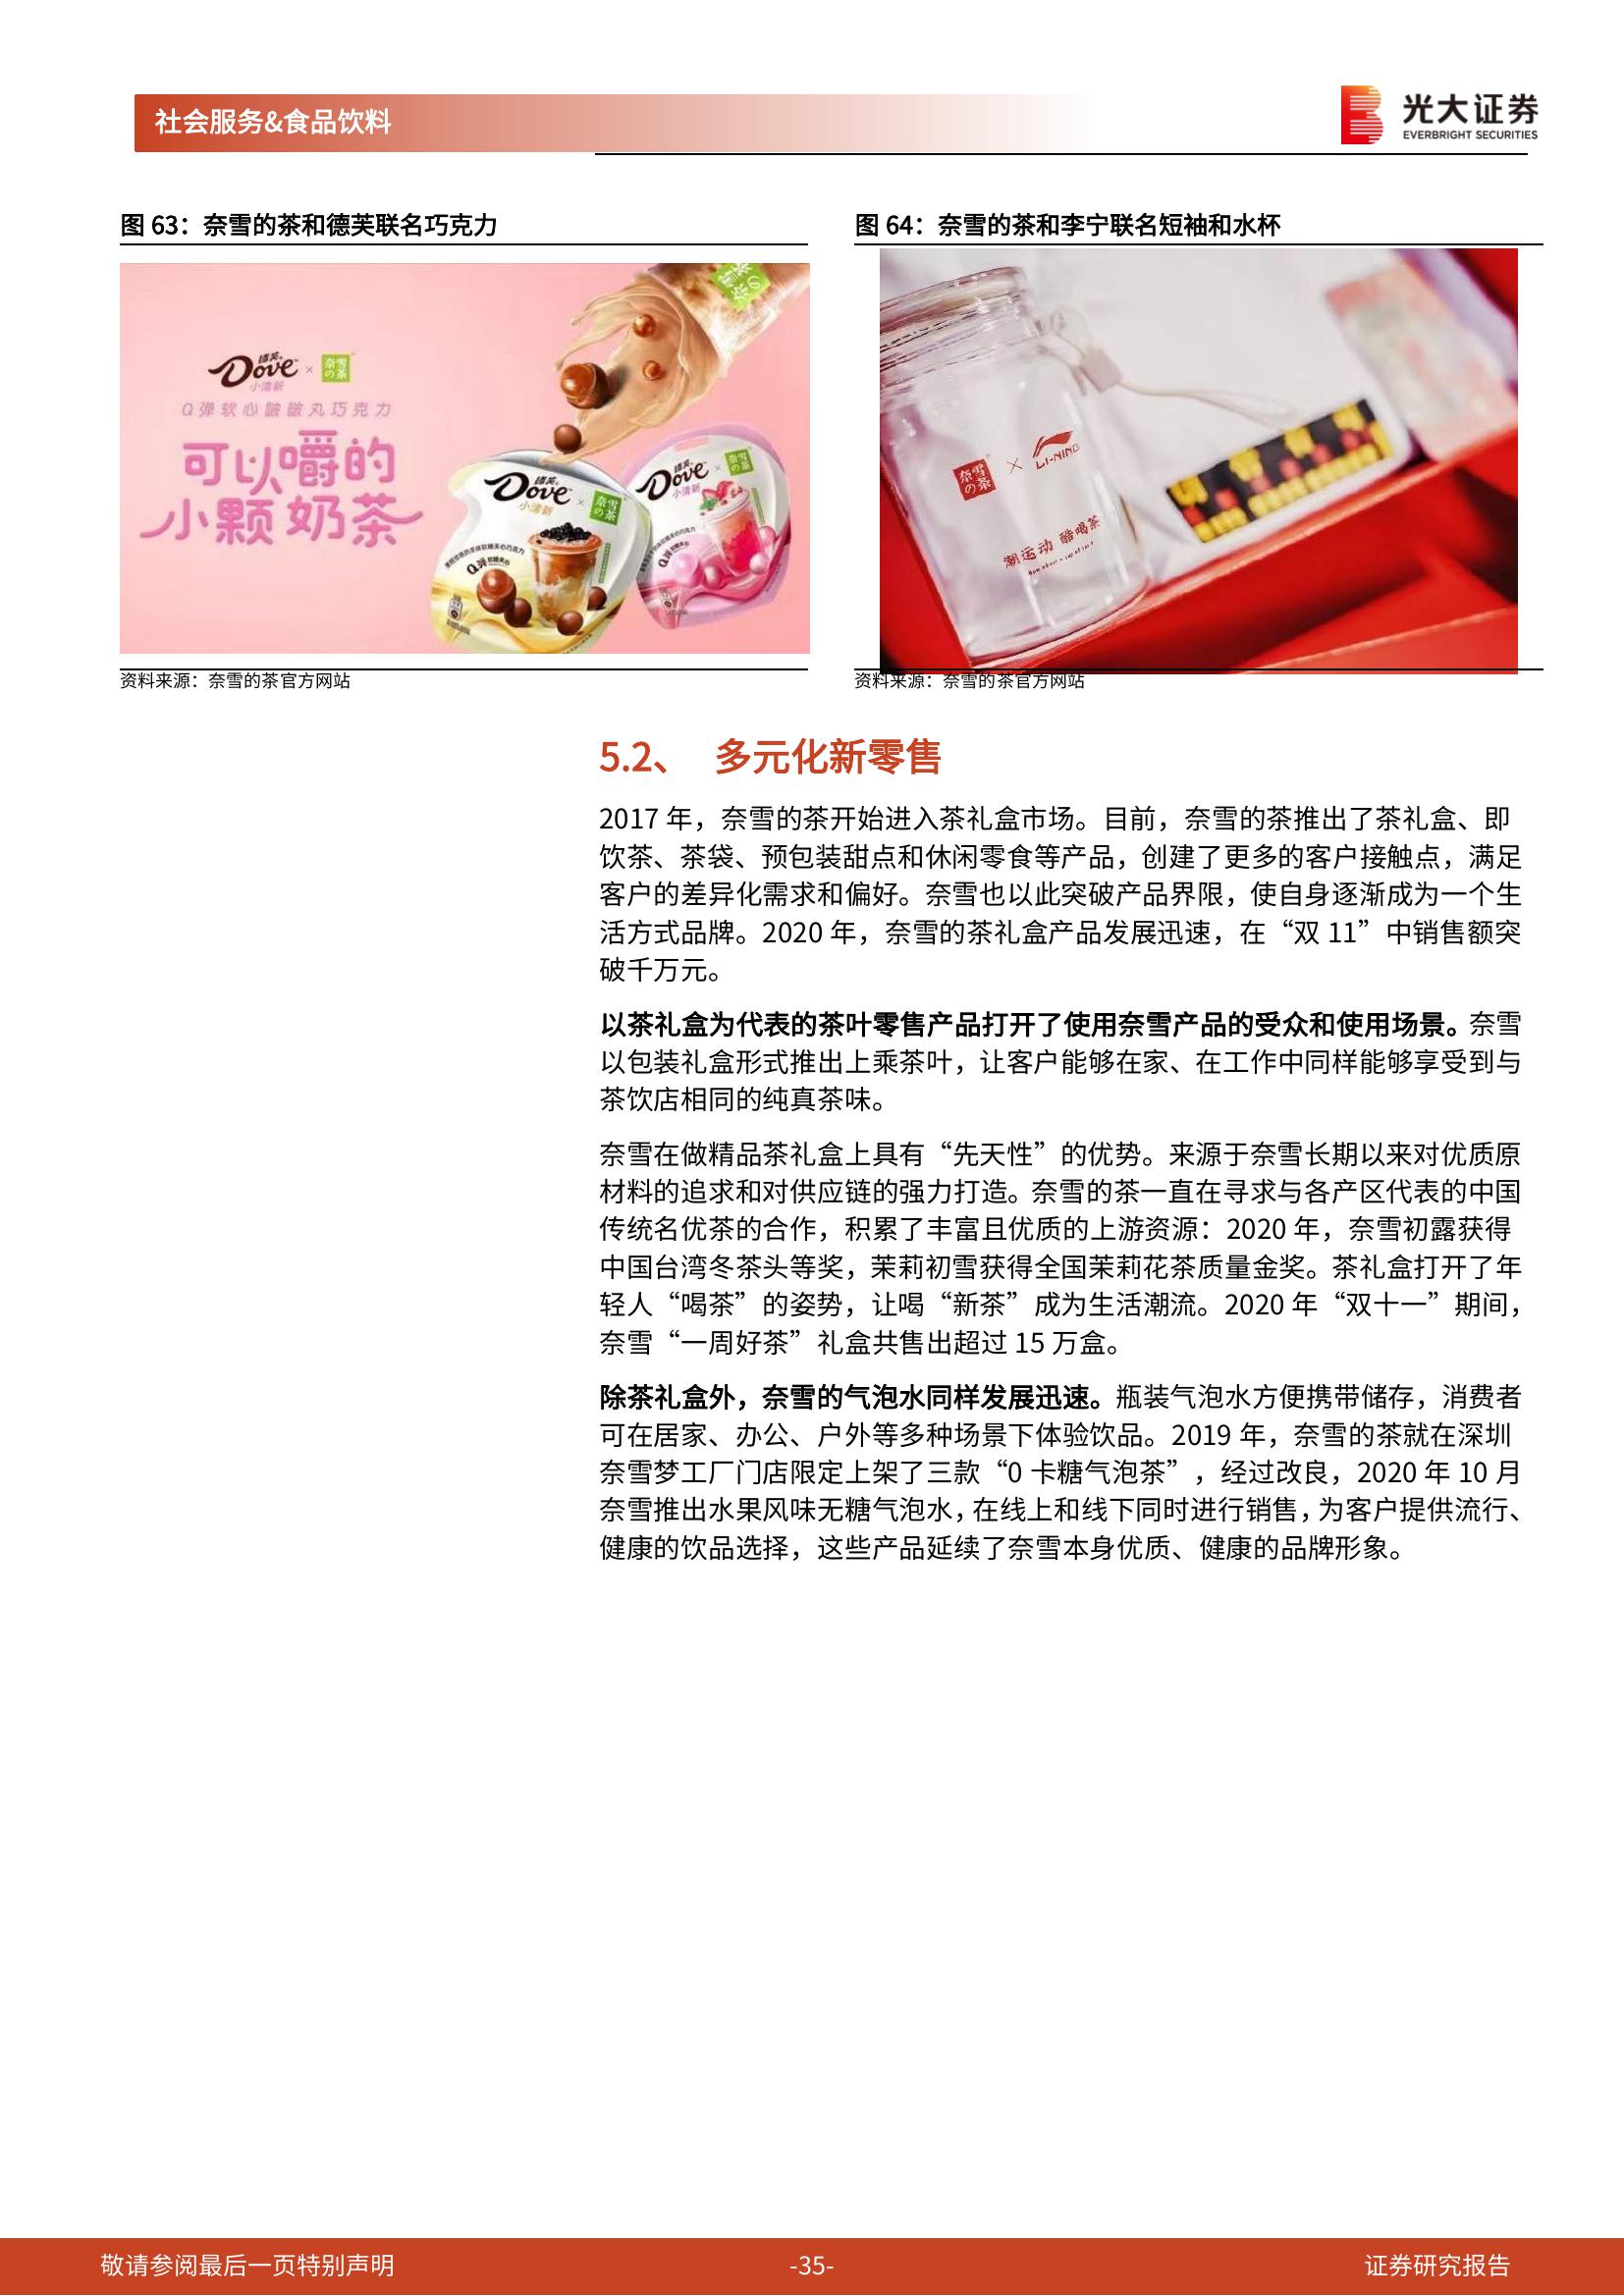 社会服务&食品饮料
光大证券
EVERBRIGHT SECURITIES
图 63：奈雪的茶和德芙联名巧克力
图 64：奈雪的茶和李宁联名短袖和水杯
奈雪の茶
德芙
Dove × 奈雪の茶
小清新
Q弹软心啵啵丸巧克力
可以嚼的
小颗奶茶
德芙
Dove × 奈雪の茶
小清新
Q弹
德芙
Dove × 奈雪の茶
小清新
Q弹
奈雪の茶 × LI-NING
潮运动 酷喝茶
资料来源：奈雪的茶官方网站
资料来源：奈雪的茶官方网站
5.2、 多元化新零售
2017 年，奈雪的茶开始进入茶礼盒市场。目前，奈雪的茶推出了茶礼盒、即
饮茶、茶袋、预包装甜点和休闲零食等产品，创建了更多的客户接触点，满足
客户的差异化需求和偏好。奈雪也以此突破产品界限，使自身逐渐成为一个生
活方式品牌。2020 年，奈雪的茶礼盒产品发展迅速，在“双 11”中销售额突
破千万元。
以茶礼盒为代表的茶叶零售产品打开了使用奈雪产品的受众和使用场景。奈雪
以包装礼盒形式推出上乘茶叶，让客户能够在家、在工作中同样能够享受到与
茶饮店相同的纯真茶味。
奈雪在做精品茶礼盒上具有“先天性”的优势。来源于奈雪长期以来对优质原
材料的追求和对供应链的强力打造。奈雪的茶一直在寻求与各产区代表的中国
传统名优茶的合作，积累了丰富且优质的上游资源：2020 年，奈雪初露获得
中国台湾冬茶头等奖，茉莉初雪获得全国茉莉花茶质量金奖。茶礼盒打开了年
轻人“喝茶”的姿势，让喝“新茶”成为生活潮流。2020 年“双十一”期间，
奈雪“一周好茶”礼盒共售出超过 15 万盒。
除茶礼盒外，奈雪的气泡水同样发展迅速。瓶装气泡水方便携带储存，消费者
可在居家、办公、户外等多种场景下体验饮品。2019 年，奈雪的茶就在深圳
奈雪梦工厂门店限定上架了三款“0 卡糖气泡茶”，经过改良，2020 年 10 月
奈雪推出水果风味无糖气泡水，在线上和线下同时进行销售，为客户提供流行、
健康的饮品选择，这些产品延续了奈雪本身优质、健康的品牌形象。
敬请参阅最后一页特别声明
-35-
证券研究报告